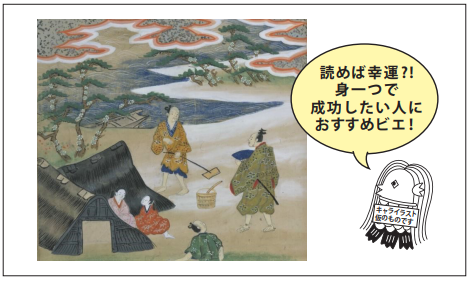 読めば幸運?!
身一つで
成功したい人に
おすすめビエ!
キャライラスト
仮のものです